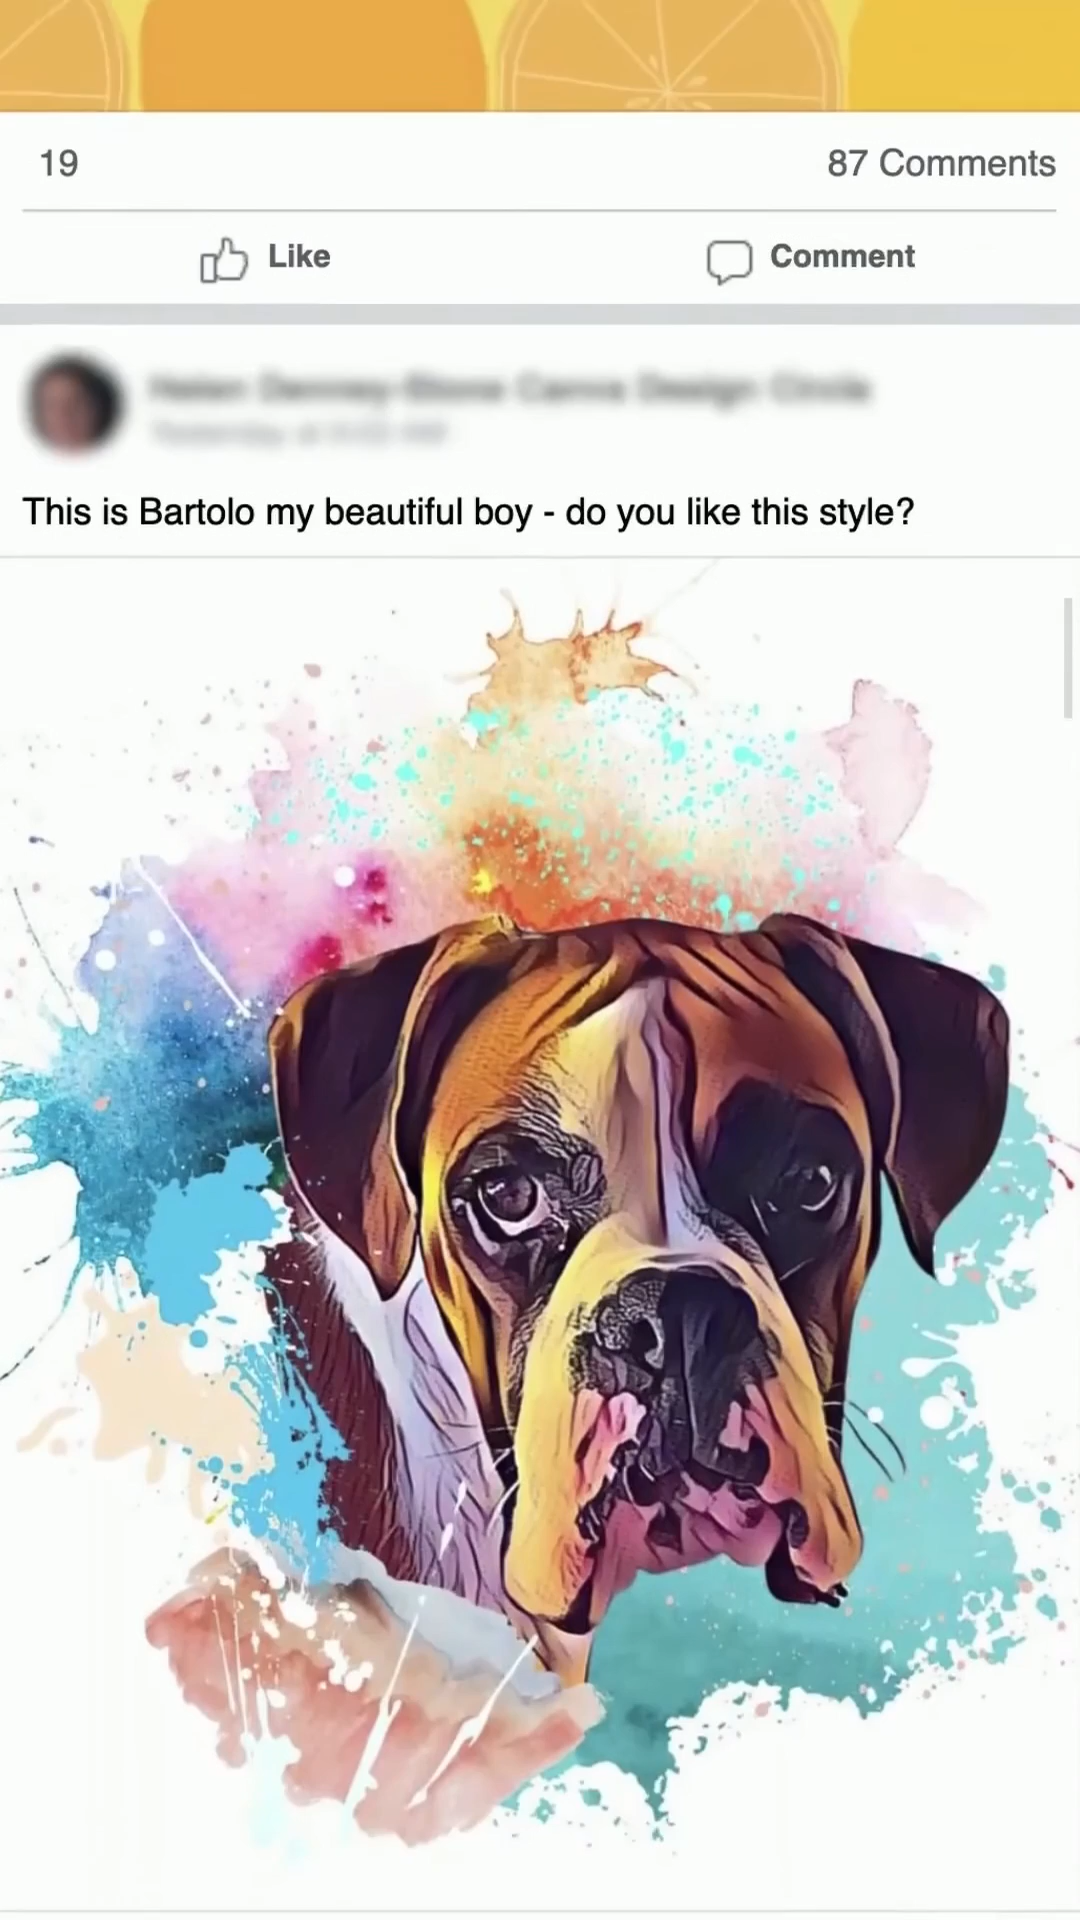 19
87 Comments
Like
Comment
This is Bartolo my beautiful boy - do you like this style?